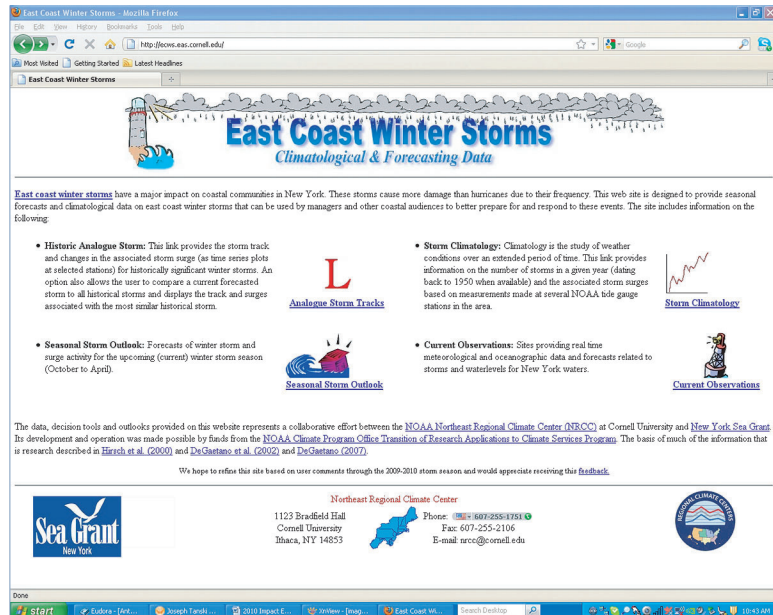 East Coast Winter Storms - Mozilla Firefox
File Edit View History Bookmarks Tools Help
http://ecws.eas.cornell.edu/
Google
Most Visited Getting Started Latest Headlines
East Coast Winter Storms
East Coast Winter Storms
Climatological & Forecasting Data
East coast winter storms have a major impact on coastal communities in New York. These storms cause more damage than hurricanes due to their frequency. This web site is designed to provide seasonal
forecasts and climatological data on east coast winter storms that can be used by managers and other coastal audiences to better prepare for and respond to these events. The site includes information on the
following:
Historic Analogue Storm: This link provides the storm track
and changes in the associated storm surge (as time series plots
at selected stations) for historically significant winter storms. An
option also allows the user to compare a current forecasted
storm to all historical storms and displays the track and surges
associated with the most similar historical storm.
L
Analogue Storm Tracks
Storm Climatology: Climatology is the study of weather
conditions over an extended period of time. This link provides
information on the number of storms in a given year (dating
back to 1950 when available) and the associated storm surges
based on measurements made at several NOAA tide gauge
stations in the area.
Storm Climatology
Seasonal Storm Outlook: Forecasts of winter storm and
surge activity for the upcoming (current) winter storm season
(October to April).
Seasonal Storm Outlook
Current Observations: Sites providing real time
meteorological and oceanographic data and forecasts related to
storms and waterlevels for New York waters.
Current Observations
The data, decision tools and outlooks provided on this website represents a collaborative effort between the NOAA Northeast Regional Climate Center (NRCC) at Cornell University and New York Sea Grant.
Its development and operation was made possible by funds from the NOAA Climate Program Office Transition of Research Applications to Climate Services Program. The basis of much of the information that
is research described in Hirsch et al. (2000) and DeGaetano et al. (2002) and DeGaetano (2007).
We hope to refine this site based on user comments through the 2009-2010 storm season and would appreciate receiving this feedback.
Sea Grant
New York
Northeast Regional Climate Center
1123 Bradfield Hall
Cornell University
Ithaca, NY 14853
Phone: 607-255-1751
Fax: 607-255-2106
E-mail: nrcc@cornell.edu
REGIONAL CLIMATE CENTERS
Done
start Eudora - [Ant... Joseph Tanski ... 2010 Impact E... XnView - [imag... East Coast Wi... Search Desktop 10:43 AM